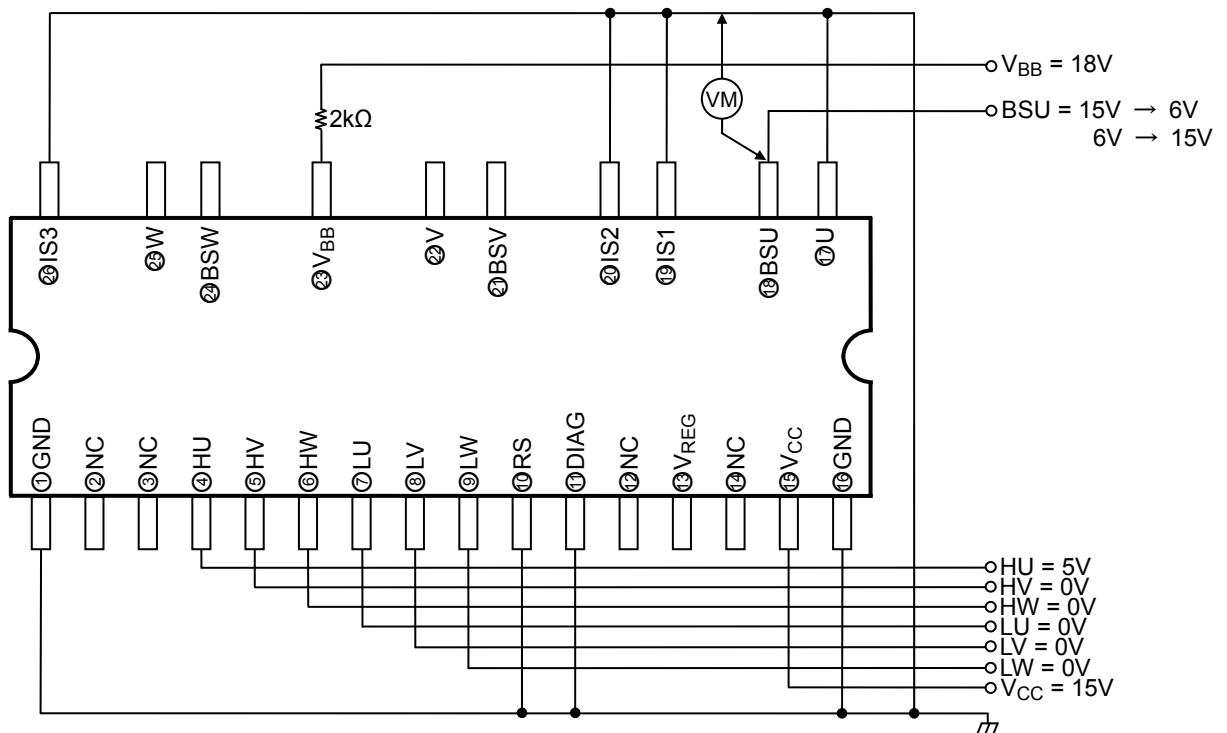 V_BB = 18V
BSU = 15V → 6V
6V → 15V
VM
2kΩ
㉖IS3
㉕W
㉔BSW
㉓V_BB
㉒V
㉑BSV
⑳IS2
⑲IS1
⑱BSU
⑰U
①GND
②NC
③NC
④HU
⑤HV
⑥HW
⑦LU
⑧LV
⑨LW
⑩RS
⑪DIAG
⑫NC
⑬V_REG
⑭NC
⑮V_CC
⑯GND
HU = 5V
HV = 0V
HW = 0V
LU = 0V
LV = 0V
LW = 0V
V_CC = 15V